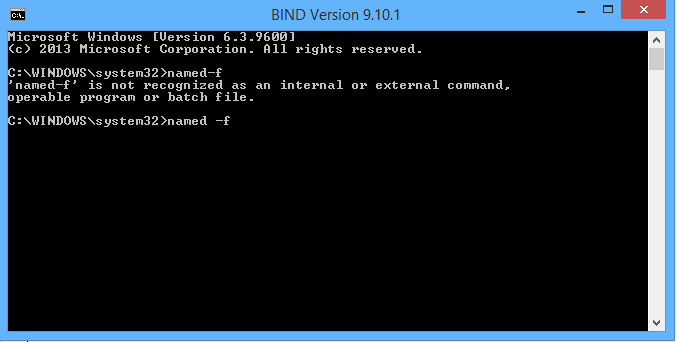 BIND Version 9.10.1
Microsoft Windows [Version 6.3.9600]
(c) 2013 Microsoft Corporation. All rights reserved.
C:\WINDOWS\system32>named-f
'named-f' is not recognized as an internal or external command,
operable program or batch file.
C:\WINDOWS\system32>named -f